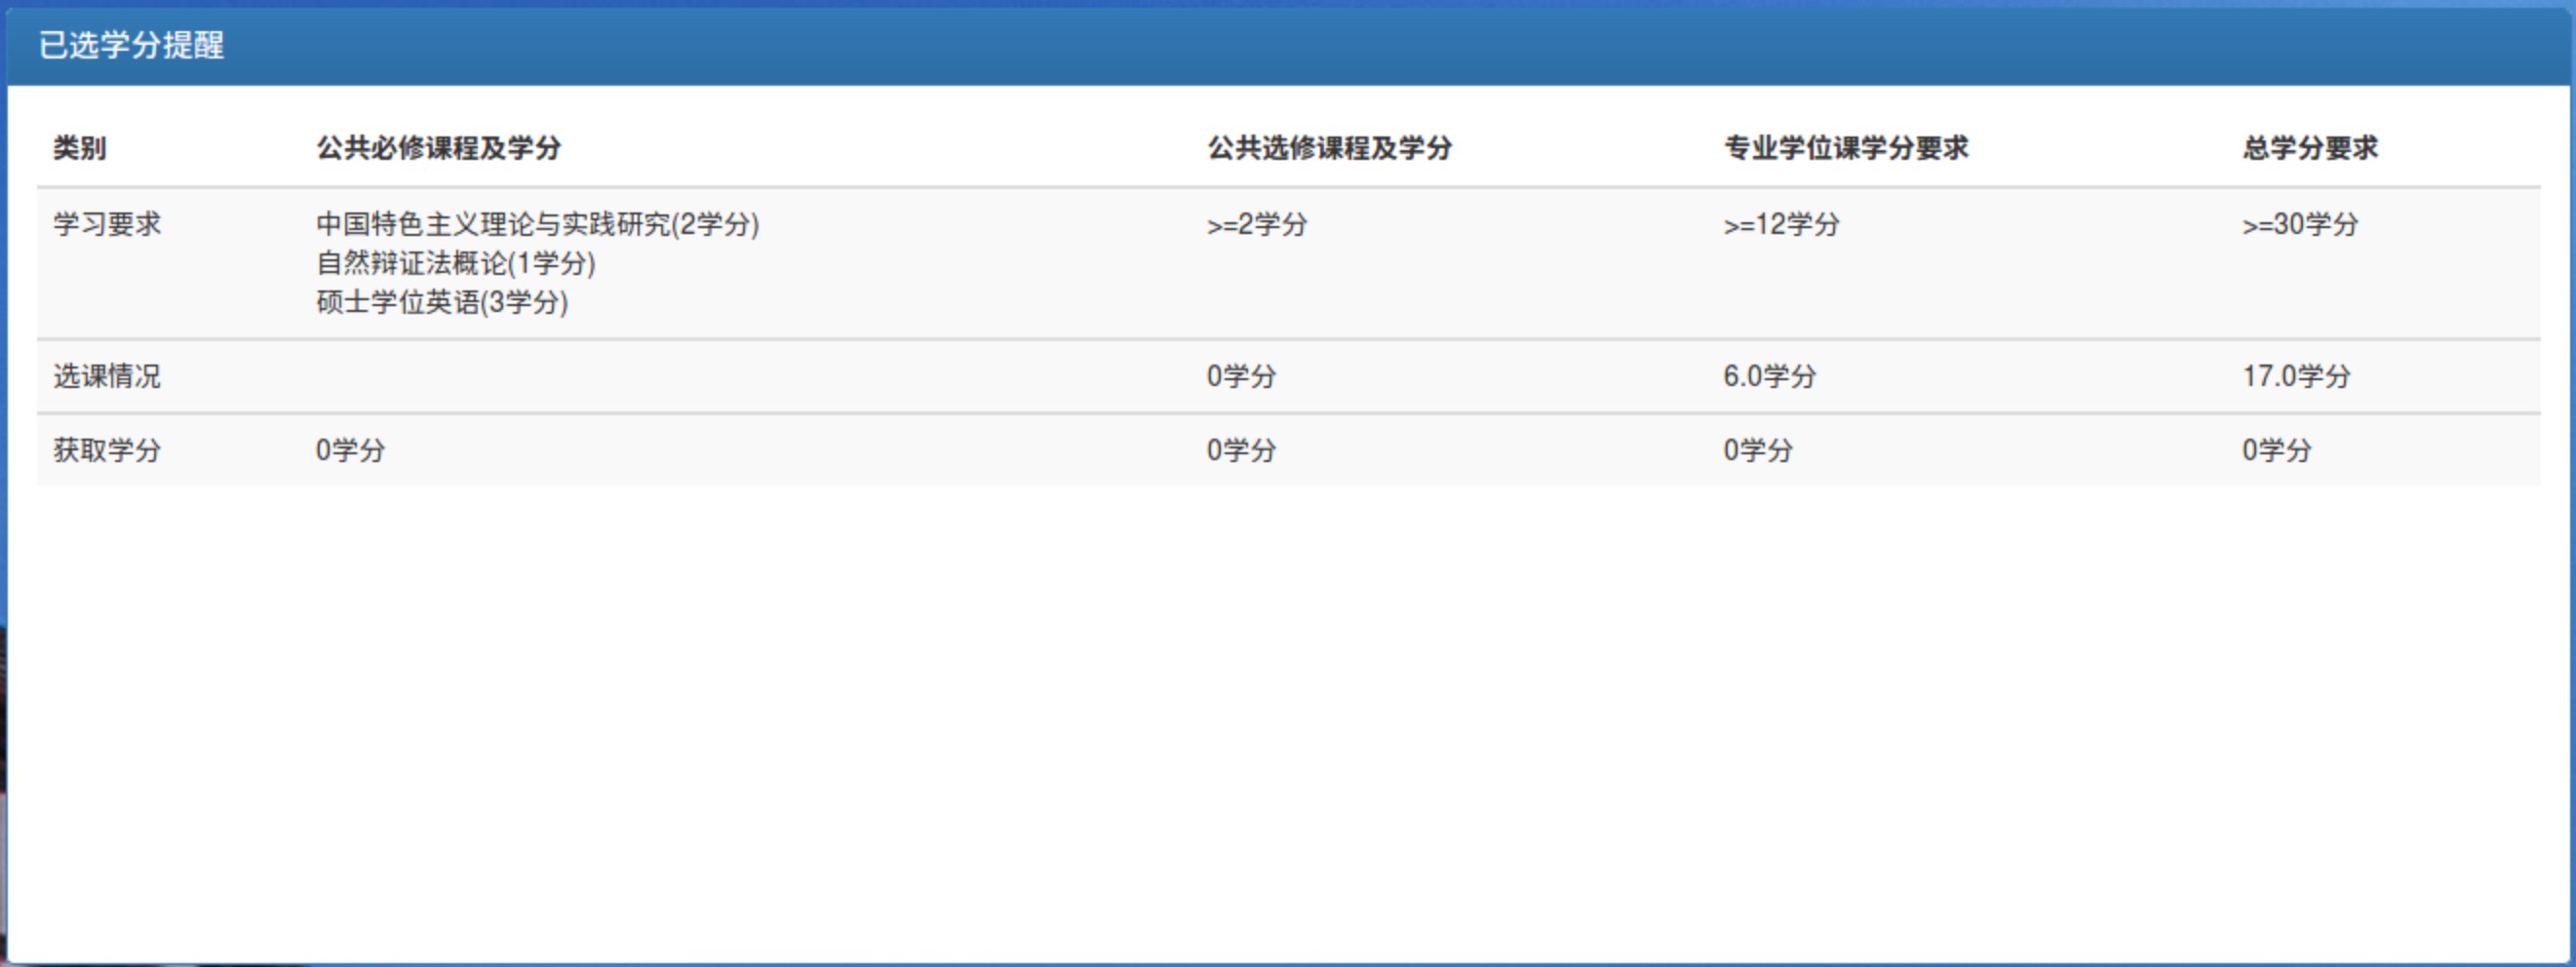 已选学分提醒
类别 公共必修课程及学分 公共选修课程及学分 专业学位课学分要求 总学分要求
学习要求 中国特色主义理论与实践研究(2学分) >=2学分 >=12学分 >=30学分
自然辩证法概论(1学分)
硕士学位英语(3学分)
选课情况 0学分 6.0学分 17.0学分
获取学分 0学分 0学分 0学分 0学分